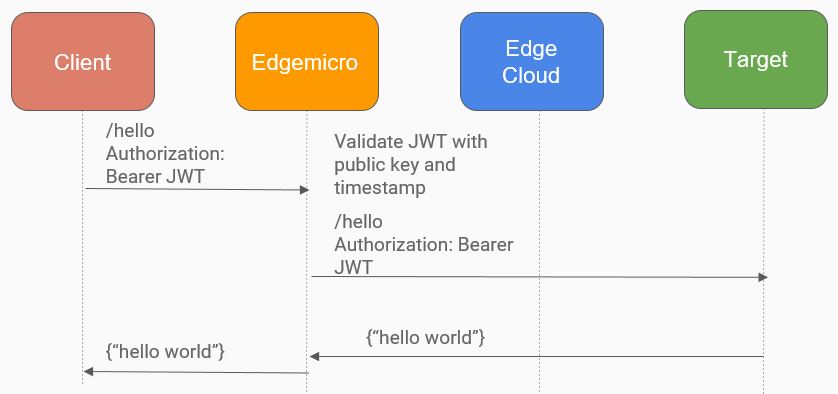 Client
Edgemicro
Edge
Cloud
Target
/hello
Authorization:
Bearer JWT
Validate JWT with
public key and
timestamp
/hello
Authorization: Bearer
JWT
{“hello world”}
{“hello world”}